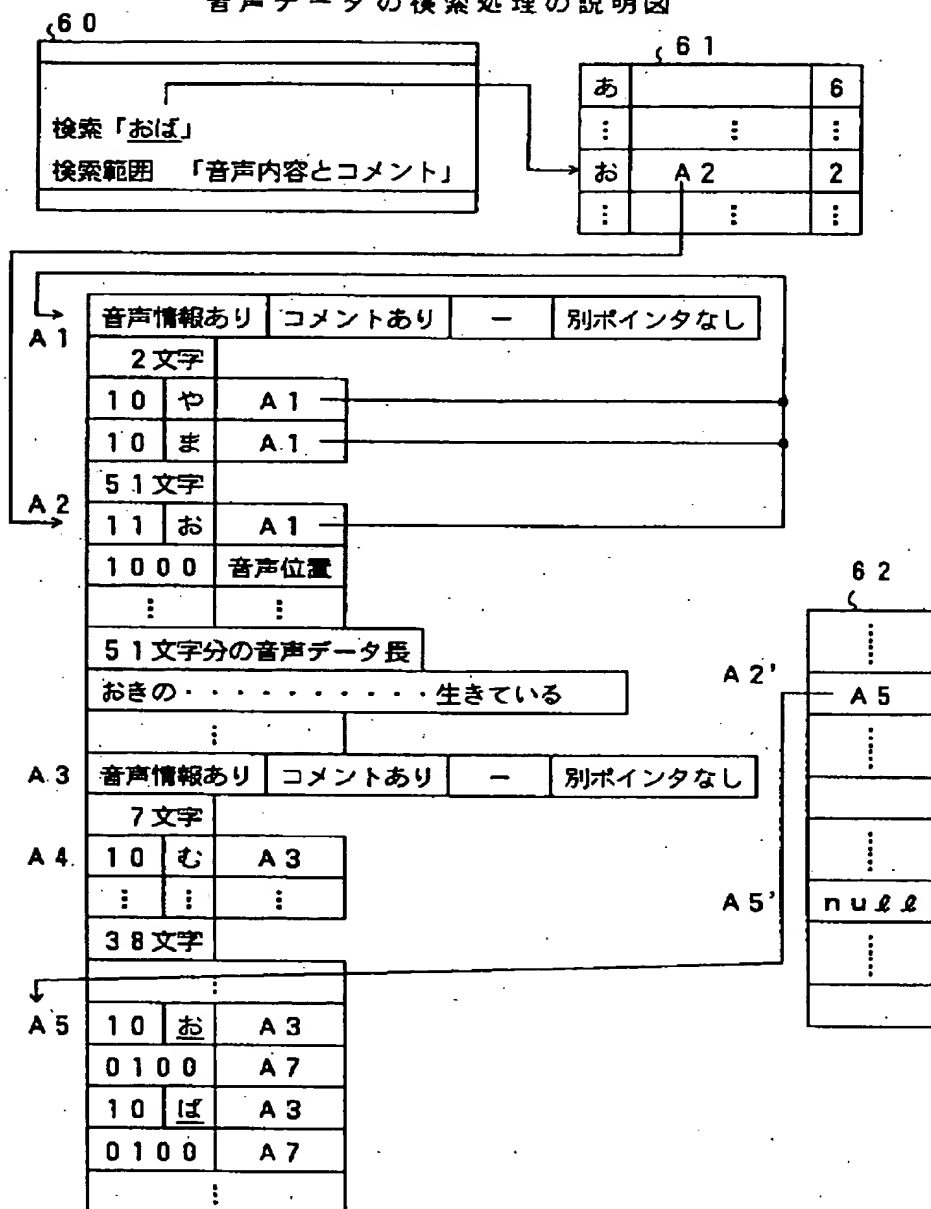 音声データの検索処理の説明図
60
検索「おば」
検索範囲 「音声内容とコメント」
61
あ 6
⋮ ⋮ ⋮
お A2 2
⋮ ⋮ ⋮
A1 音声情報あり コメントあり ー 別ポインタなし
2文字
10 や A1
10 ま A1
51文字
A2 11 お A1
1000 音声位置
⋮ ⋮
51文字分の音声データ長
おきの・・・・・・・・・・・生きている
⋮
A3 音声情報あり コメントあり ー 別ポインタなし
7文字
A4 10 む A3
⋮ ⋮ ⋮
38文字
⋮
A5 10 お A3
0100 A7
10 ば A3
0100 A7
⋮
62
⋮
A2' A5
⋮
⋮
A5' null
⋮